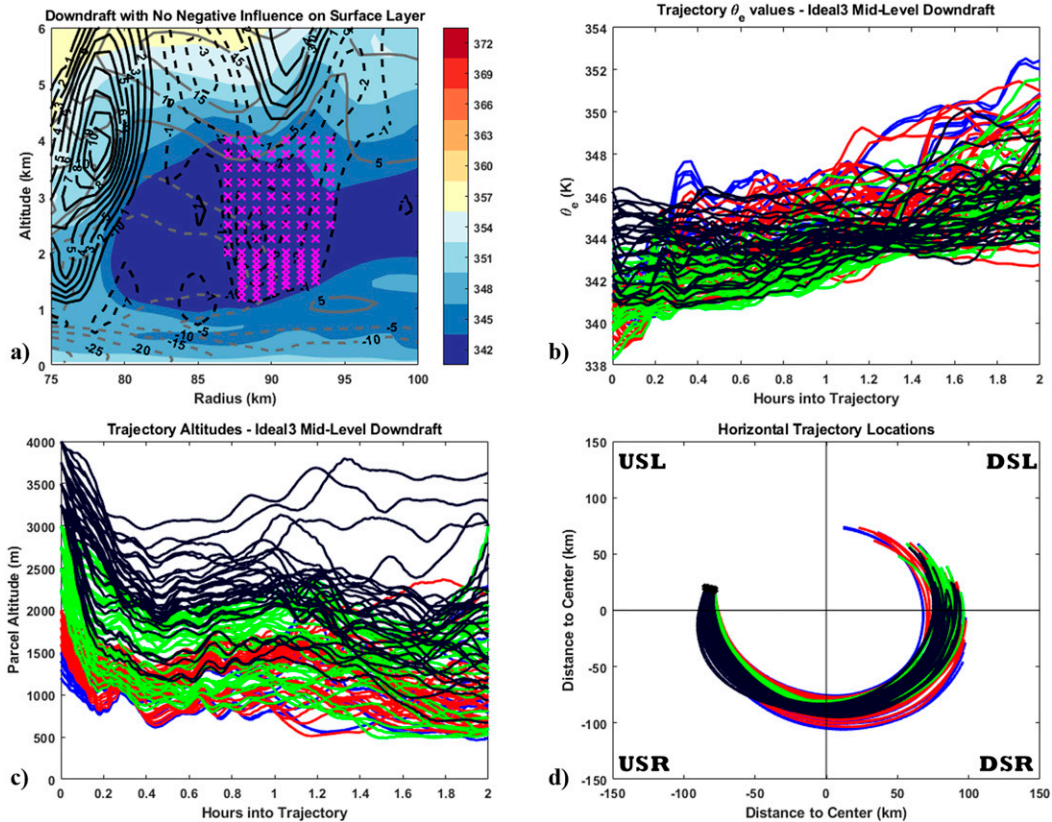 Downdraft with No Negative Influence on Surface Layer
Altitude (km)
6
5
4
3
2
1
0
75 80 85 90 95 100
Radius (km)
372
369
366
363
360
357
354
351
348
345
342
a)
Trajectory θe values - Ideal3 Mid-Level Downdraft
θe (K)
354
352
350
348
346
344
342
340
338
0 0.2 0.4 0.6 0.8 1 1.2 1.4 1.6 1.8 2
Hours into Trajectory
b)
Trajectory Altitudes - Ideal3 Mid-Level Downdraft
Parcel Altitude (m)
4000
3500
3000
2500
2000
1500
1000
500
0
0 0.2 0.4 0.6 0.8 1 1.2 1.4 1.6 1.8 2
Hours into Trajectory
c)
Horizontal Trajectory Locations
USL DSL
USR DSR
Distance to Center (km)
150
100
50
0
-50
-100
-150
-150 -100 -50 0 50 100 150
Distance to Center (km)
d)